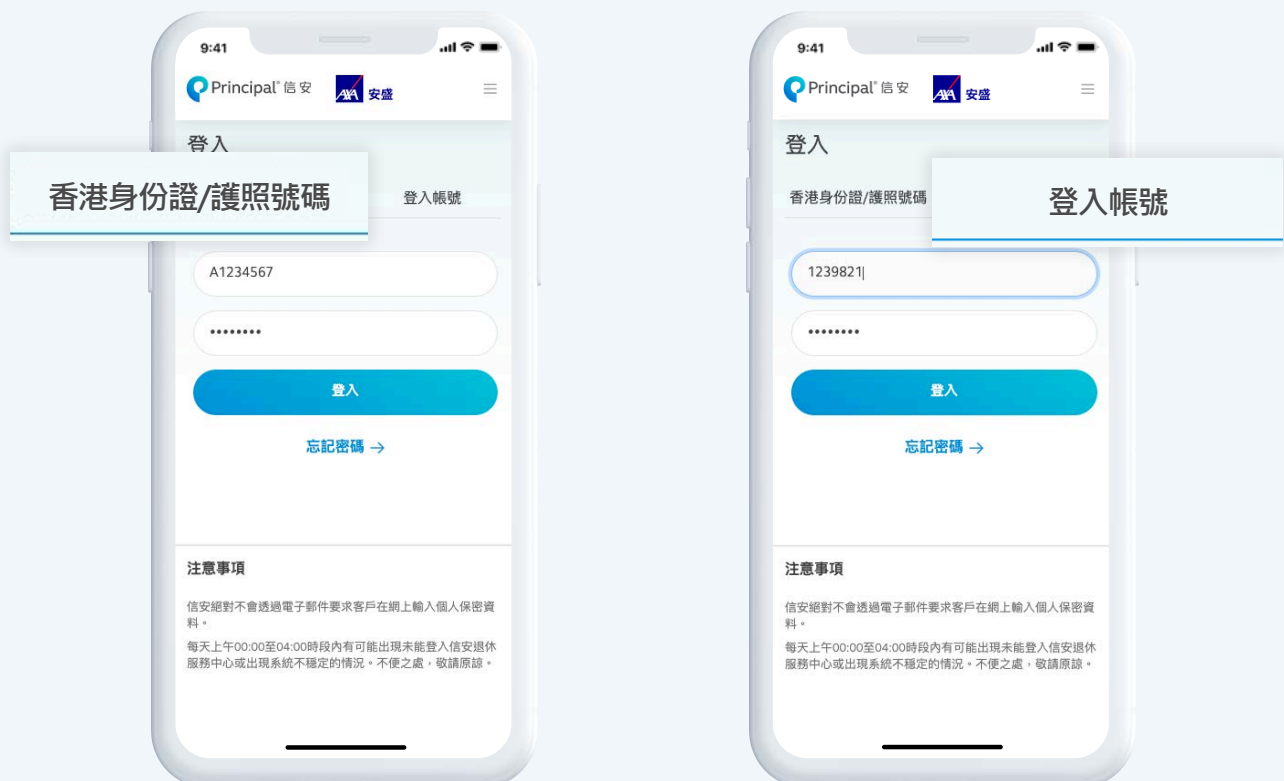 9:41
Principal® 信安
AXA 安盛
登入
香港身份證/護照號碼
登入帳號
A1234567
••••••••
登入
忘記密碼 →
注意事項
信安絕對不會透過電子郵件要求客戶在網上輸入個人保密資
料。
每天上午00:00至04:00時段內有可能出現未能登入信安退休
服務中心或出現系統不穩定的情況。不便之處，敬請原諒。
9:41
Principal® 信安
AXA 安盛
登入
香港身份證/護照號碼
登入帳號
1239821
••••••••
登入
忘記密碼 →
注意事項
信安絕對不會透過電子郵件要求客戶在網上輸入個人保密資
料。
每天上午00:00至04:00時段內有可能出現未能登入信安退休
服務中心或出現系統不穩定的情況。不便之處，敬請原諒。